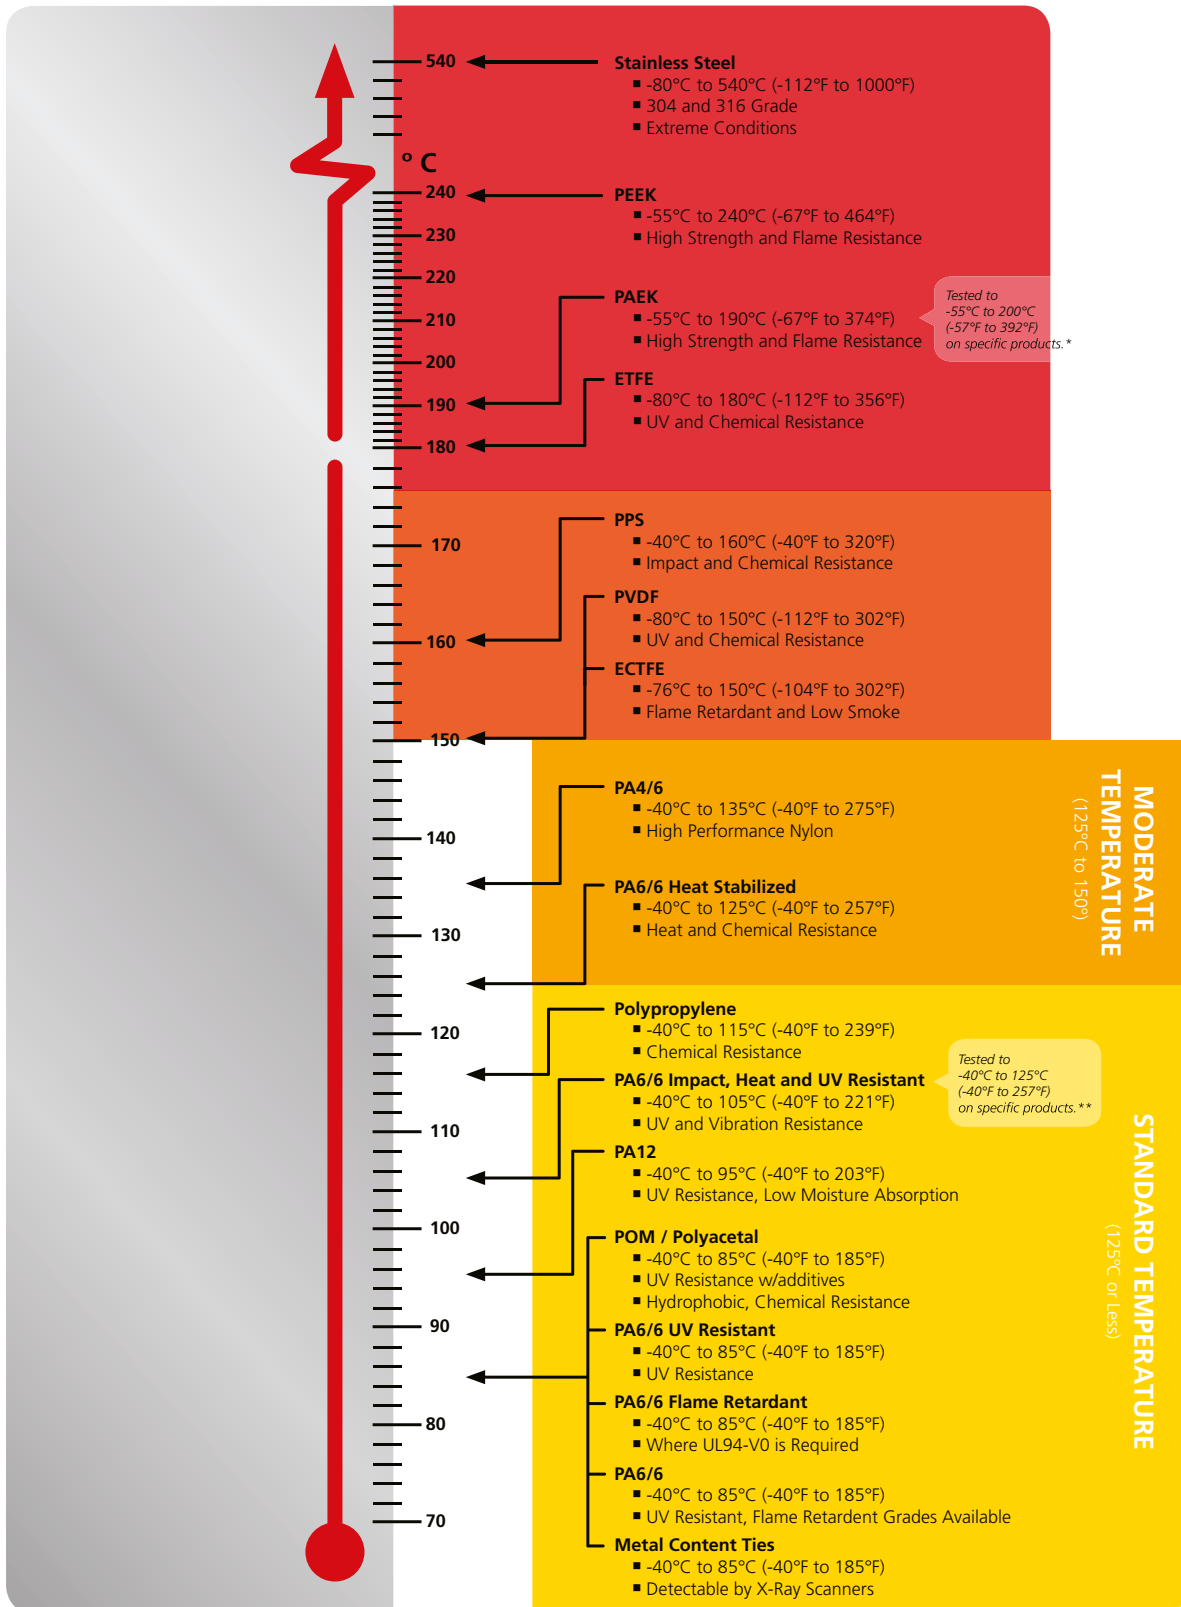 540
Stainless Steel
■ -80°C to 540°C (-112°F to 1000°F)
■ 304 and 316 Grade
■ Extreme Conditions
° C
240
PEEK
■ -55°C to 240°C (-67°F to 464°F)
■ High Strength and Flame Resistance
230
220
PAEK
■ -55°C to 190°C (-67°F to 374°F)
■ High Strength and Flame Resistance
Tested to
-55°C to 200°C
(-57°F to 392°F)
on specific products.*
210
200
ETFE
■ -80°C to 180°C (-112°F to 356°F)
■ UV and Chemical Resistance
190
180
PPS
■ -40°C to 160°C (-40°F to 320°F)
■ Impact and Chemical Resistance
170
PVDF
■ -80°C to 150°C (-112°F to 302°F)
■ UV and Chemical Resistance
160
ECTFE
■ -76°C to 150°C (-104°F to 302°F)
■ Flame Retardant and Low Smoke
150
MODERATE
TEMPERATURE
(125°C to 150°)
PA4/6
■ -40°C to 135°C (-40°F to 275°F)
■ High Performance Nylon
140
PA6/6 Heat Stabilized
■ -40°C to 125°C (-40°F to 257°F)
■ Heat and Chemical Resistance
130
Polypropylene
■ -40°C to 115°C (-40°F to 239°F)
■ Chemical Resistance
120
PA6/6 Impact, Heat and UV Resistant
■ -40°C to 105°C (-40°F to 221°F)
■ UV and Vibration Resistance
Tested to
-40°C to 125°C
(-40°F to 257°F)
on specific products.**
110
STANDARD TEMPERATURE
(125°C or Less)
PA12
■ -40°C to 95°C (-40°F to 203°F)
■ UV Resistance, Low Moisture Absorption
100
POM / Polyacetal
■ -40°C to 85°C (-40°F to 185°F)
■ UV Resistance w/additives
■ Hydrophobic, Chemical Resistance
90
PA6/6 UV Resistant
■ -40°C to 85°C (-40°F to 185°F)
■ UV Resistance
PA6/6 Flame Retardant
■ -40°C to 85°C (-40°F to 185°F)
■ Where UL94-V0 is Required
80
PA6/6
■ -40°C to 85°C (-40°F to 185°F)
■ UV Resistant, Flame Retardent Grades Available
70
Metal Content Ties
■ -40°C to 85°C (-40°F to 185°F)
■ Detectable by X-Ray Scanners